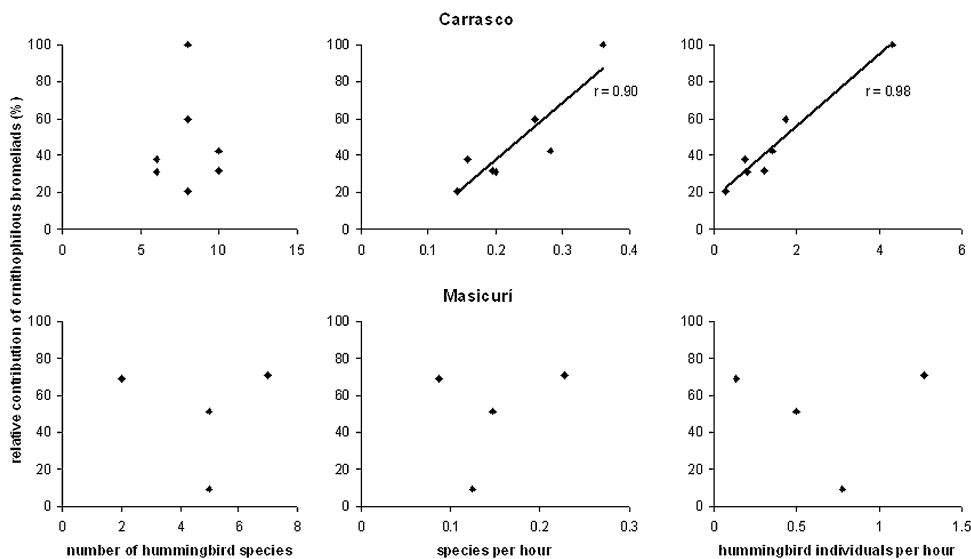 Carrasco
relative contribution of ornithophilous bromeliads (%)
100
80
60
40
20
0
0 5 10 15
100
80
60
40
20
0
0 0.1 0.2 0.3 0.4
r = 0.90
100
80
60
40
20
0
0 2 4 6
r = 0.98
Masicurí
100
80
60
40
20
0
0 2 4 6 8
number of hummingbird species
100
80
60
40
20
0
0 0.1 0.2 0.3
species per hour
100
80
60
40
20
0
0 0.5 1 1.5
hummingbird individuals per hour